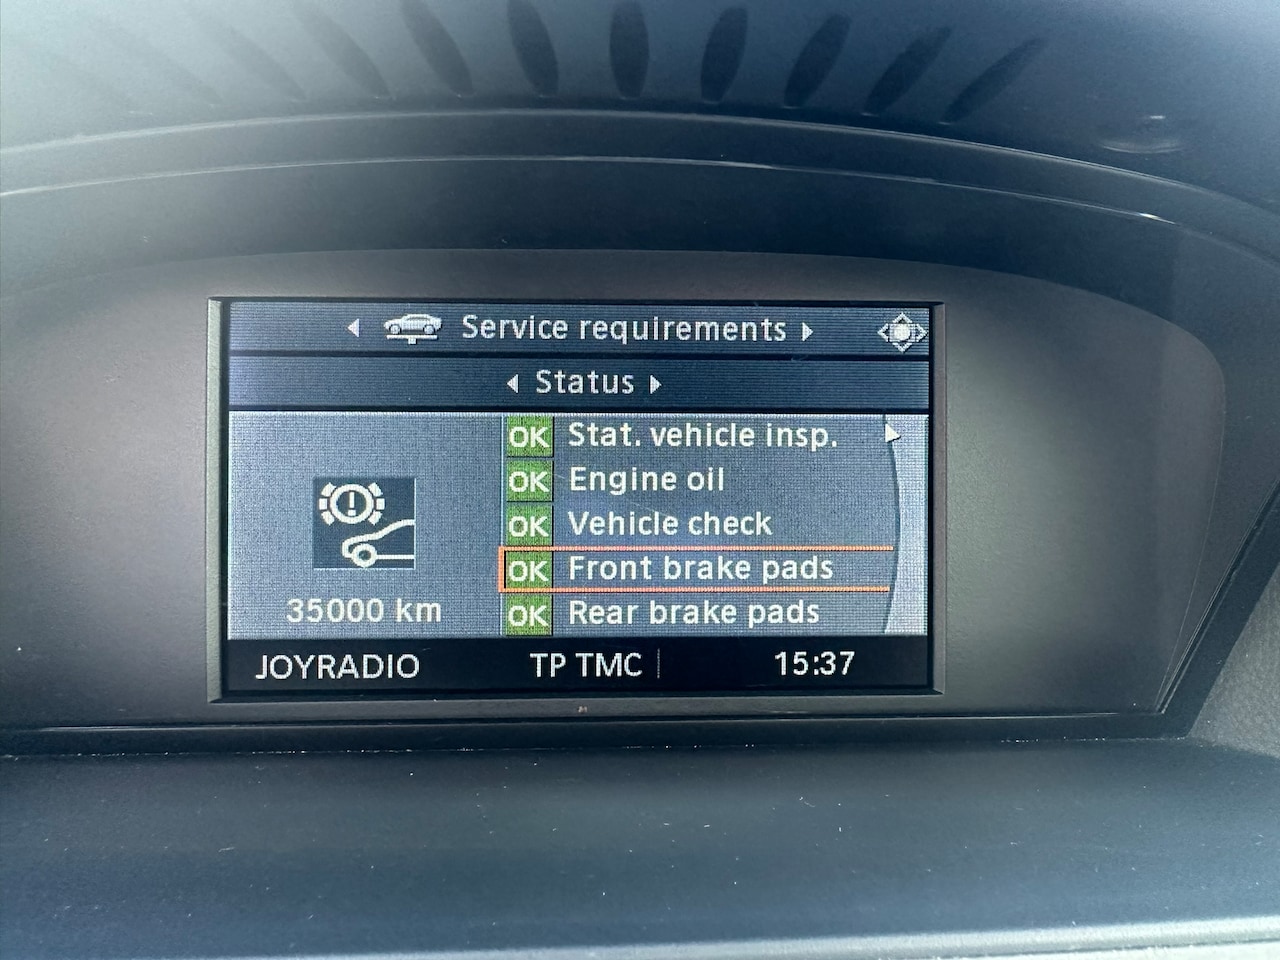 Service requirements
Status
OK Stat. vehicle insp.
OK Engine oil
OK Vehicle check
OK Front brake pads
OK Rear brake pads
35000 km
JOYRADIO TP TMC 15:37